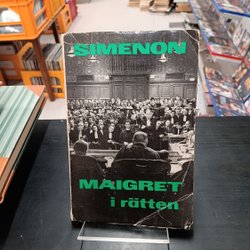 SIMENON
MAIGRET
i rätten